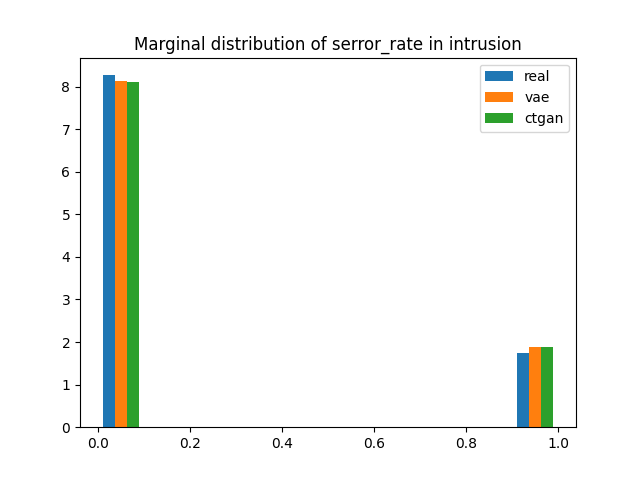 Marginal distribution of serror_rate in intrusion
real
vae
ctgan
8
7
6
5
4
3
2
1
0
0.0 0.2 0.4 0.6 0.8 1.0